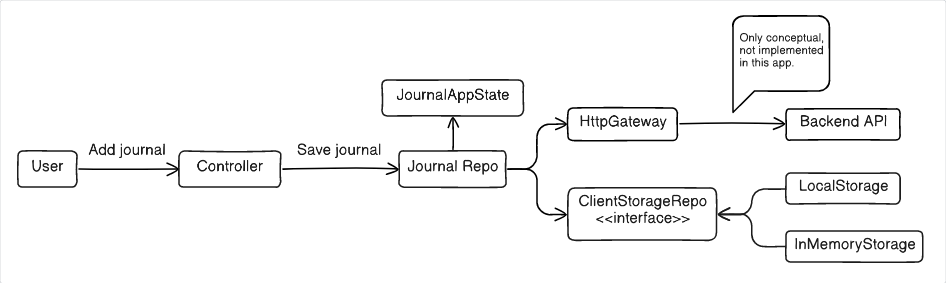 Only conceptual,
not implemented
in this app.
JournalAppState
HttpGateway
Backend API
Add journal
Save journal
User
Controller
Journal Repo
ClientStorageRepo
<<interface>>
LocalStorage
InMemoryStorage